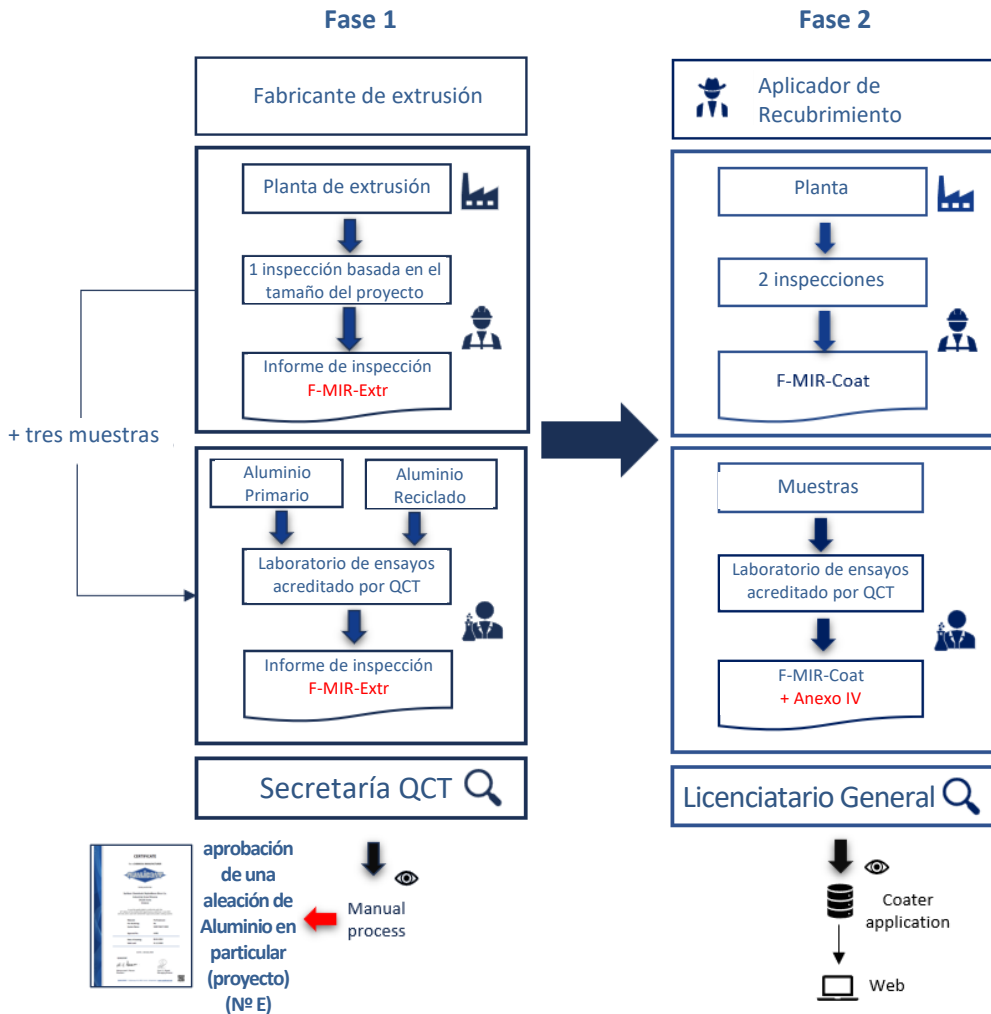 Fase 1
Fabricante de extrusión
Planta de extrusión
1 inspección basada en el
tamaño del proyecto
Informe de inspección
F-MIR-Extr
+ tres muestras
Aluminio
Primario
Aluminio
Reciclado
Laboratorio de ensayos
acreditado por QCT
Informe de inspección
F-MIR-Extr
Secretaría QCT
CERTIFICATE
aprobación
de una
aleación de
Aluminio en
particular
(proyecto)
(Nº E)
Manual
process
Fase 2
Aplicador de
Recubrimiento
Planta
2 inspecciones
F-MIR-Coat
Muestras
Laboratorio de ensayos
acreditado por QCT
F-MIR-Coat
+ Anexo IV
Licenciatario General
Coater
application
Web